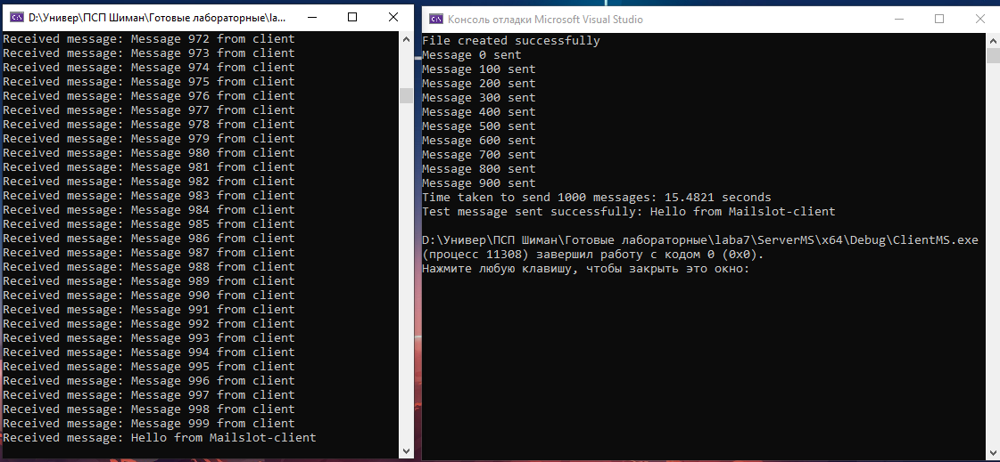 D:\Универ\ПСП Шиман\Готовые лабораторные\la...
Received message: Message 972 from client
Received message: Message 973 from client
Received message: Message 974 from client
Received message: Message 975 from client
Received message: Message 976 from client
Received message: Message 977 from client
Received message: Message 978 from client
Received message: Message 979 from client
Received message: Message 980 from client
Received message: Message 981 from client
Received message: Message 982 from client
Received message: Message 983 from client
Received message: Message 984 from client
Received message: Message 985 from client
Received message: Message 986 from client
Received message: Message 987 from client
Received message: Message 988 from client
Received message: Message 989 from client
Received message: Message 990 from client
Received message: Message 991 from client
Received message: Message 992 from client
Received message: Message 993 from client
Received message: Message 994 from client
Received message: Message 995 from client
Received message: Message 996 from client
Received message: Message 997 from client
Received message: Message 998 from client
Received message: Message 999 from client
Received message: Hello from Mailslot-client
Консоль отладки Microsoft Visual Studio
File created successfully
Message 0 sent
Message 100 sent
Message 200 sent
Message 300 sent
Message 400 sent
Message 500 sent
Message 600 sent
Message 700 sent
Message 800 sent
Message 900 sent
Time taken to send 1000 messages: 15.4821 seconds
Test message sent successfully: Hello from Mailslot-client
D:\Универ\ПСП Шиман\Готовые лабораторные\laba7\ServerMS\x64\Debug\ClientMS.exe
(процесс 11308) завершил работу с кодом 0 (0x0).
Нажмите любую клавишу, чтобы закрыть это окно: